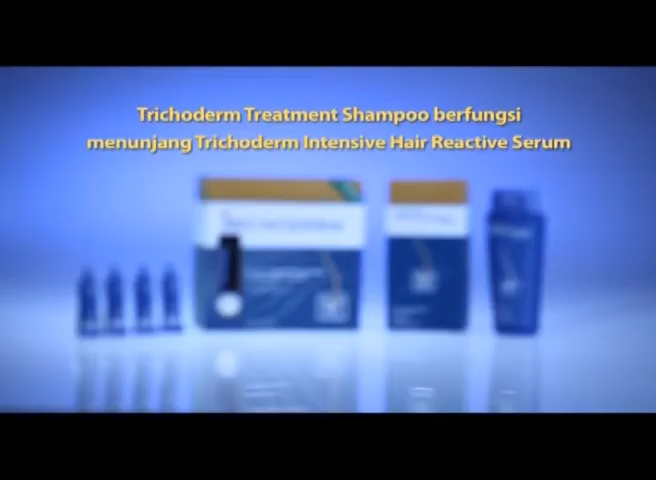 Trichoderm Treatment Shampoo berfungsi
menunjang Trichoderm Intensive Hair Reactive Serum